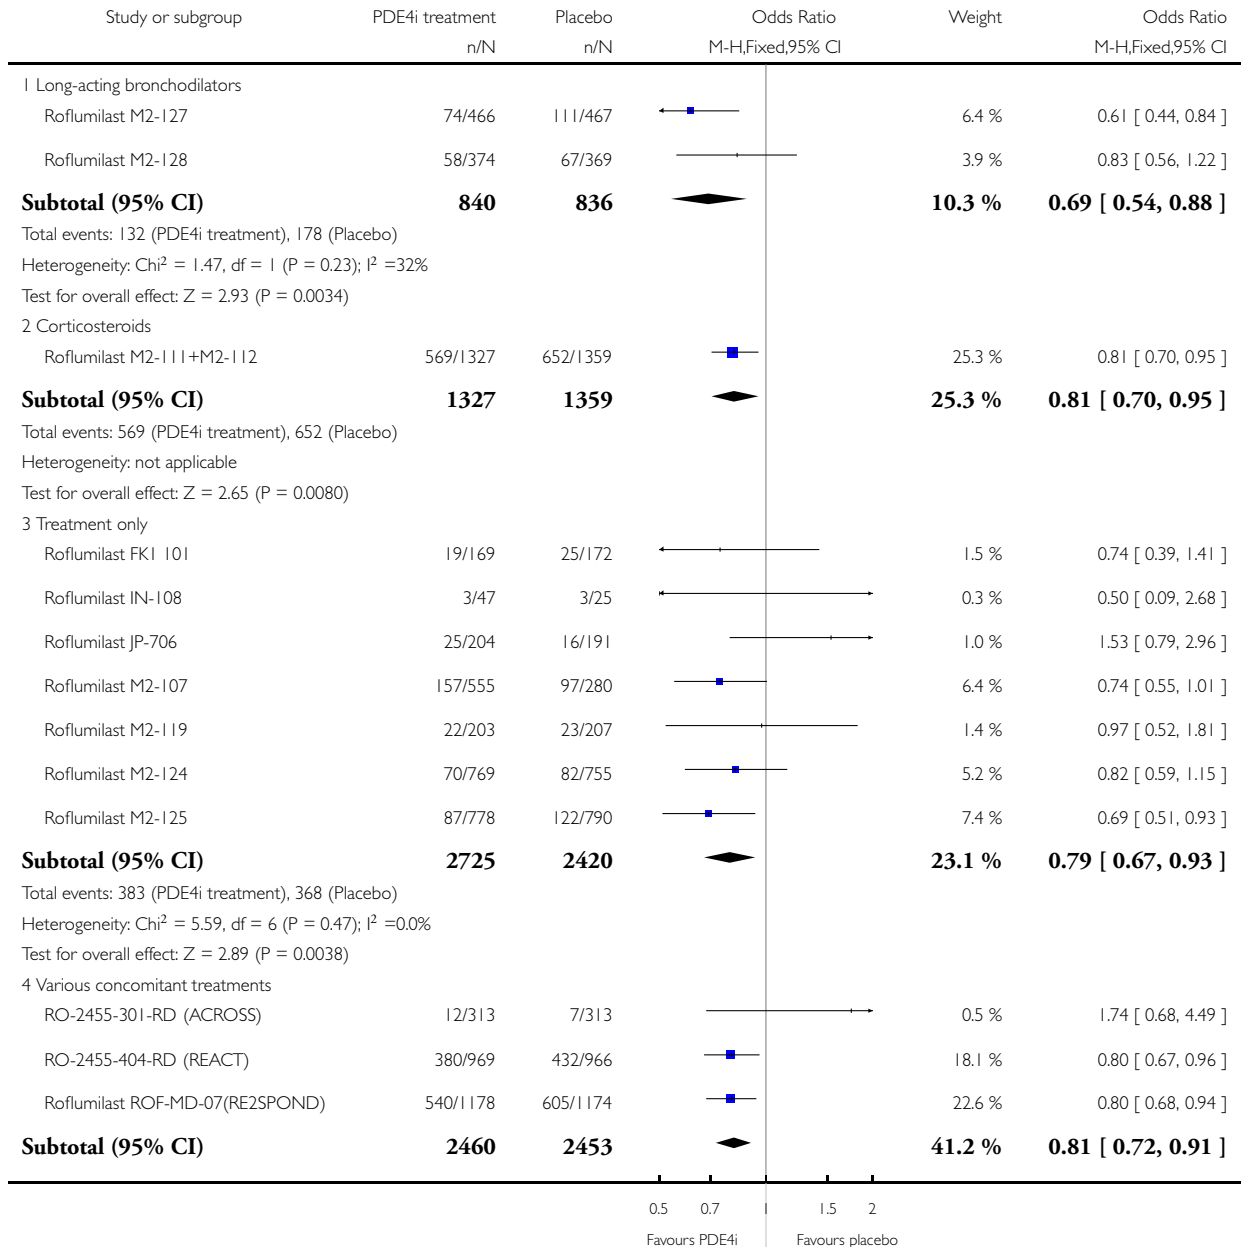 Study or subgroup PDE4i treatment Placebo Odds Ratio Weight Odds Ratio
n/N n/N M-H,Fixed,95% CI M-H,Fixed,95% CI
1 Long-acting bronchodilators
Roflumilast M2-127 74/466 111/467 6.4 % 0.61 [ 0.44, 0.84 ]
Roflumilast M2-128 58/374 67/369 3.9 % 0.83 [ 0.56, 1.22 ]
Subtotal (95% CI) 840 836 10.3 % 0.69 [ 0.54, 0.88 ]
Total events: 132 (PDE4i treatment), 178 (Placebo)
Heterogeneity: Chi² = 1.47, df = 1 (P = 0.23); I² =32%
Test for overall effect: Z = 2.93 (P = 0.0034)
2 Corticosteroids
Roflumilast M2-111+M2-112 569/1327 652/1359 25.3 % 0.81 [ 0.70, 0.95 ]
Subtotal (95% CI) 1327 1359 25.3 % 0.81 [ 0.70, 0.95 ]
Total events: 569 (PDE4i treatment), 652 (Placebo)
Heterogeneity: not applicable
Test for overall effect: Z = 2.65 (P = 0.0080)
3 Treatment only
Roflumilast FK1 101 19/169 25/172 1.5 % 0.74 [ 0.39, 1.41 ]
Roflumilast IN-108 3/47 3/25 0.3 % 0.50 [ 0.09, 2.68 ]
Roflumilast JP-706 25/204 16/191 1.0 % 1.53 [ 0.79, 2.96 ]
Roflumilast M2-107 157/555 97/280 6.4 % 0.74 [ 0.55, 1.01 ]
Roflumilast M2-119 22/203 23/207 1.4 % 0.97 [ 0.52, 1.81 ]
Roflumilast M2-124 70/769 82/755 5.2 % 0.82 [ 0.59, 1.15 ]
Roflumilast M2-125 87/778 122/790 7.4 % 0.69 [ 0.51, 0.93 ]
Subtotal (95% CI) 2725 2420 23.1 % 0.79 [ 0.67, 0.93 ]
Total events: 383 (PDE4i treatment), 368 (Placebo)
Heterogeneity: Chi² = 5.59, df = 6 (P = 0.47); I² =0.0%
Test for overall effect: Z = 2.89 (P = 0.0038)
4 Various concomitant treatments
RO-2455-301-RD (ACROSS) 12/313 7/313 0.5 % 1.74 [ 0.68, 4.49 ]
RO-2455-404-RD (REACT) 380/969 432/966 18.1 % 0.80 [ 0.67, 0.96 ]
Roflumilast ROF-MD-07(RE2SPOND) 540/1178 605/1174 22.6 % 0.80 [ 0.68, 0.94 ]
Subtotal (95% CI) 2460 2453 41.2 % 0.81 [ 0.72, 0.91 ]
0.5 0.7 1 1.5 2
Favours PDE4i Favours placebo